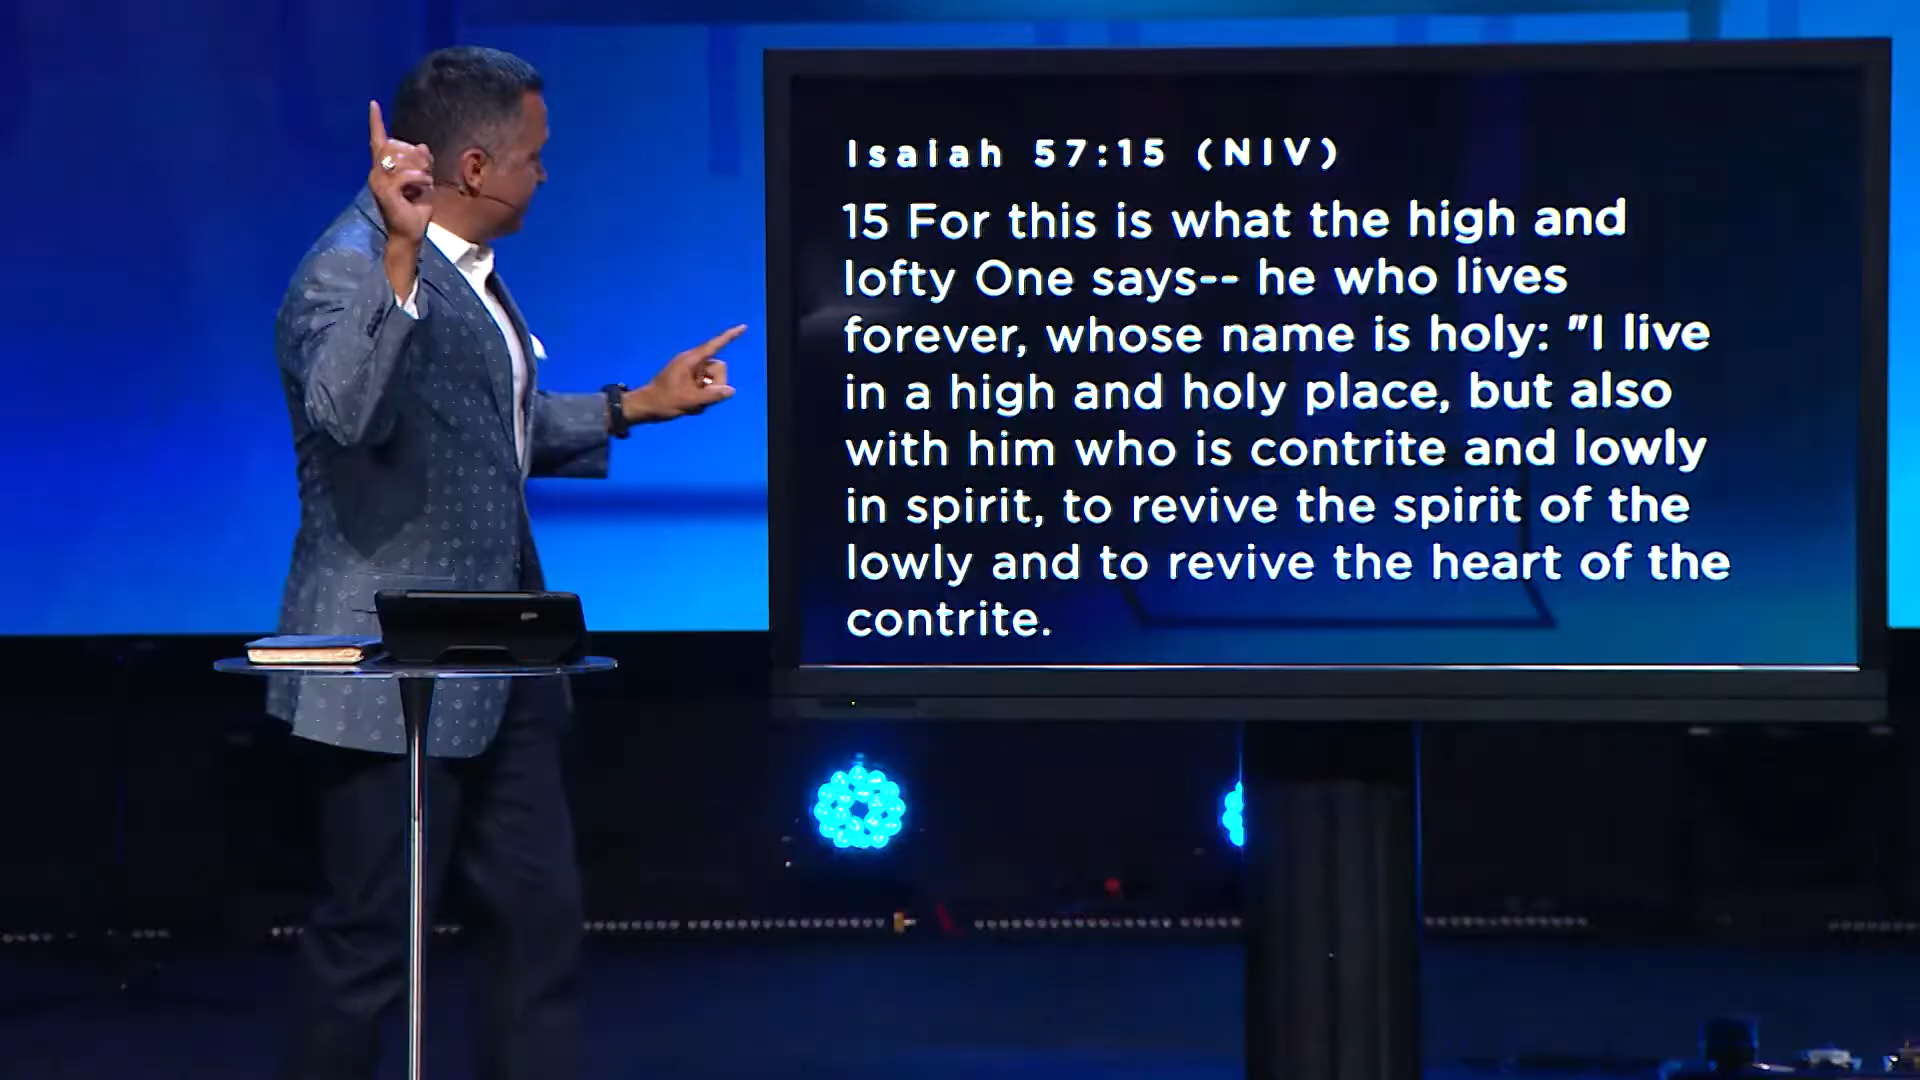 Isaiah 57:15 (NIV)
15 For this is what the high and
lofty One says-- he who lives
forever, whose name is holy: "I live
in a high and holy place, but also
with him who is contrite and lowly
in spirit, to revive the spirit of the
lowly and to revive the heart of the
contrite.